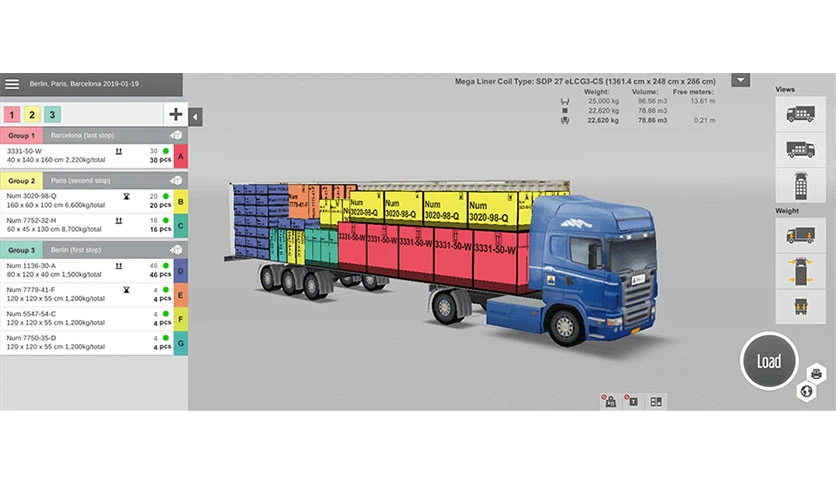 Berlin, Paris, Barcelona 2019-01-19
1 2 3
Group 1 Barcelona (last stop)
3331-50-W 30
40 x 140 x 160 cm 2,220kg/total 30 pcs A
Group 2 Paris (second stop)
Num 3020-98-Q 20
160 x 60 x 100 cm 6,600kg/total 20 pcs B
Num 7752-32-H 16
60 x 45 x 130 cm 8,700kg/total 16 pcs C
Group 3 Berlin (first stop)
Num 1136-30-A 46
80 x 120 x 40 cm 1,500kg/total 46 pcs D
Num 7779-41-F 4
120 x 120 x 55 cm 1,200kg/total 4 pcs E
Num 5547-54-C 4
120 x 120 x 55 cm 1,200kg/total 4 pcs F
Num 7750-35-D 4
120 x 120 x 55 cm 1,200kg/total 4 pcs G
Mega Liner Coil Type: SDP 27 eLCG3-CS (1361.4 cm x 248 cm x 286 cm)
Weight: Volume: Free meters:
25,000 kg 96.56 m3 13.61 m
22,620 kg 78.86 m3
22,620 kg 78.86 m3 0.21 m
Num
3020-98-Q
Num
3020-98-Q
Num
3020-98-Q
Num
3020-98-Q
3331-50-W
3331-50-W
3331-50-W
3331-50-W
3331-50-W
Views
Weight
Load